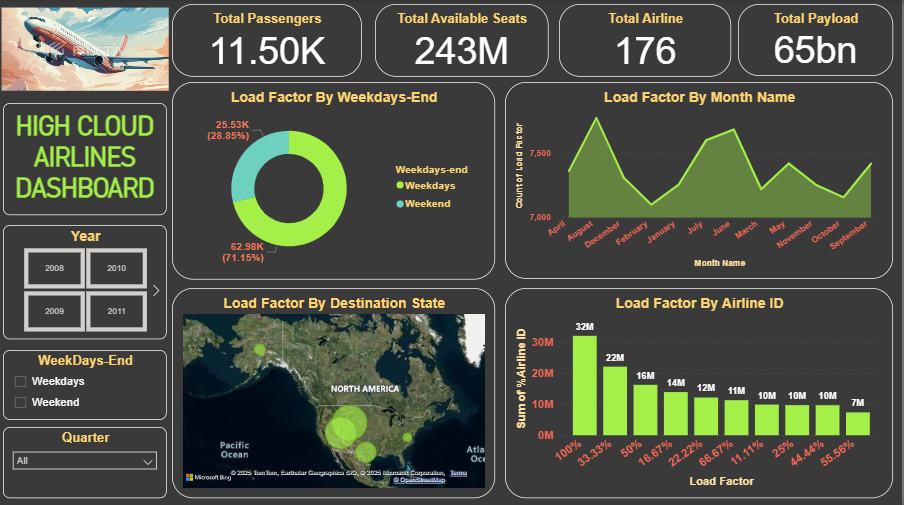 Total Passengers
11.50K
Total Available Seats
243M
Total Airline
176
Total Payload
65bn
HIGH CLOUD
AIRLINES
DASHBOARD
Year
2008
2010
2009
2011
WeekDays-End
Weekdays
Weekend
Quarter
All
Load Factor By Weekdays-End
25.53K
(28.85%)
62.98K
(71.15%)
Weekdays-end
Weekdays
Weekend
Load Factor By Month Name
Count of Load Factor
7,500
7,000
April
August
December
February
January
July
June
March
May
November
October
September
Month Name
Load Factor By Destination State
NORTH AMERICA
Pacific
Ocean
Atla
Oc
Microsoft Bing
© 2025 TomTom, Earthstar Geographics SIO, © 2025 Microsoft Corporation, Terms
© OpenStreetMap
Load Factor By Airline ID
Sum of %Airline ID
30M
20M
10M
0M
32M
22M
16M
14M
12M
11M
10M
10M
10M
7M
100%
33.33%
50%
16.67%
22.22%
66.67%
11.11%
25%
44.44%
55.56%
Load Factor